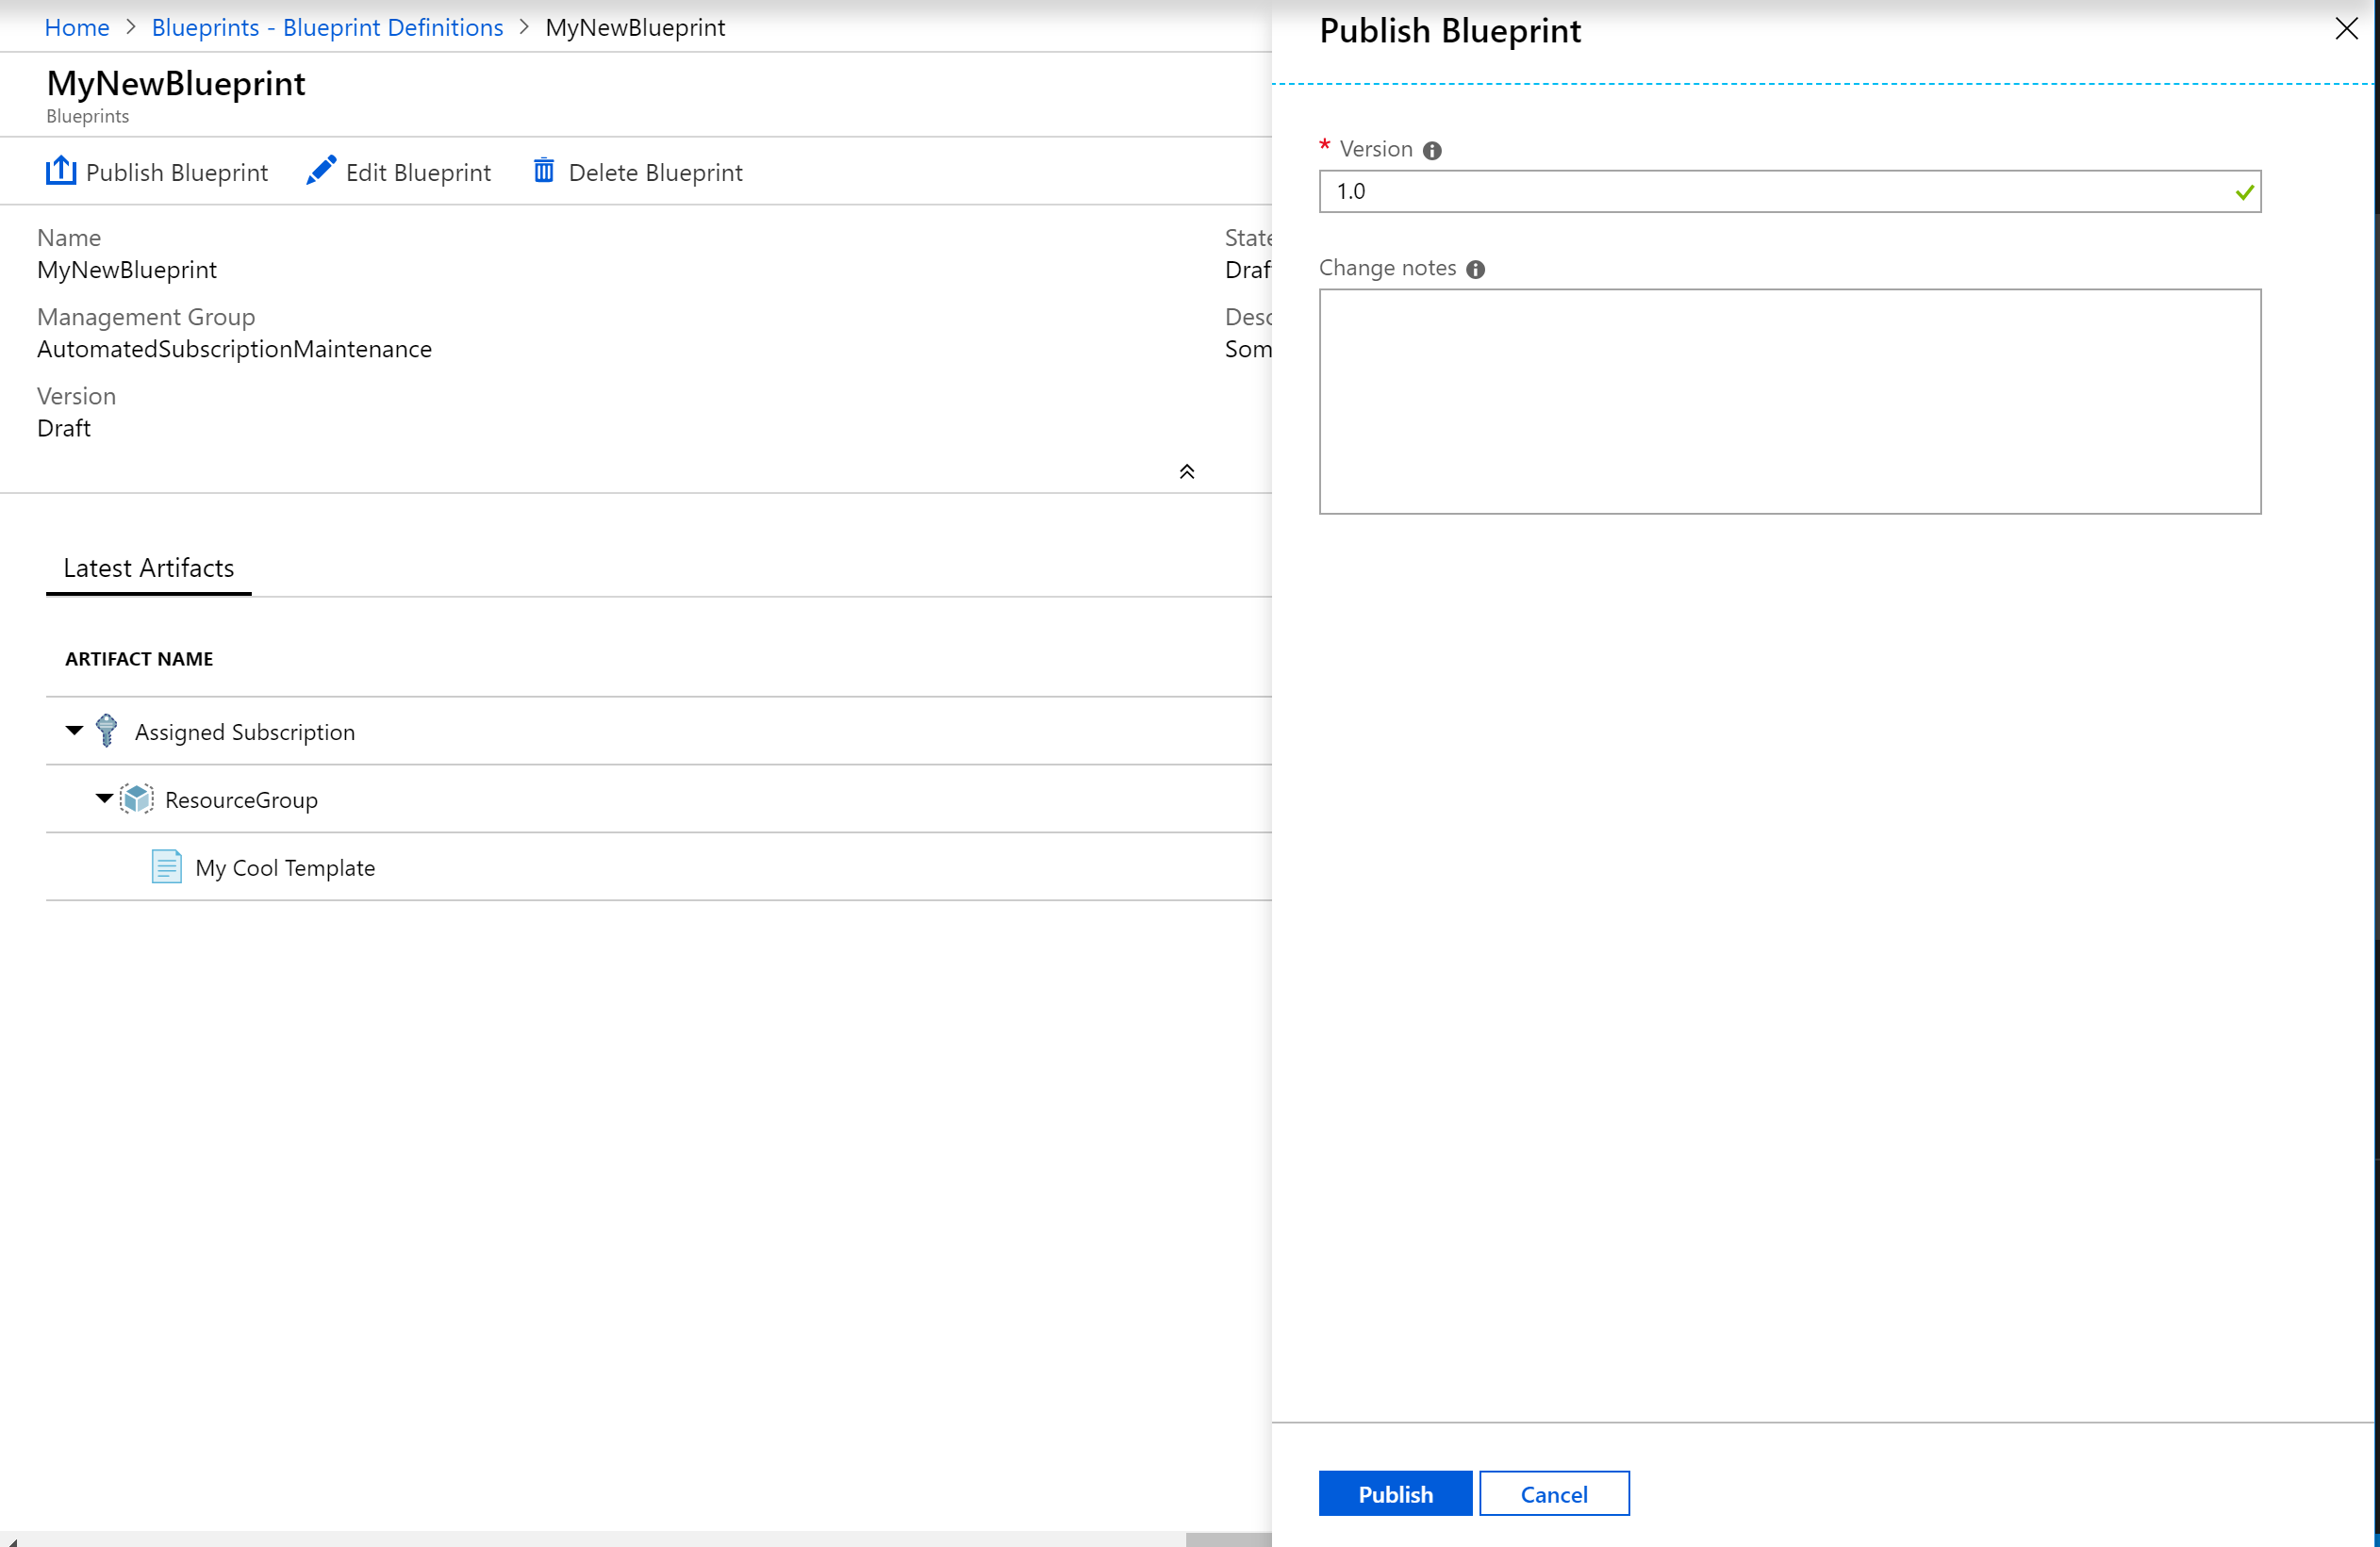 Home > Blueprints - Blueprint Definitions > MyNewBlueprint
MyNewBlueprint
Blueprints
Publish Blueprint
Edit Blueprint
Delete Blueprint
Name
MyNewBlueprint
Management Group
AutomatedSubscriptionMaintenance
Version
Draft
State
Draf
Desc
Som
Latest Artifacts
ARTIFACT NAME
Assigned Subscription
ResourceGroup
My Cool Template
Publish Blueprint
* Version
1.0
Change notes
Publish
Cancel